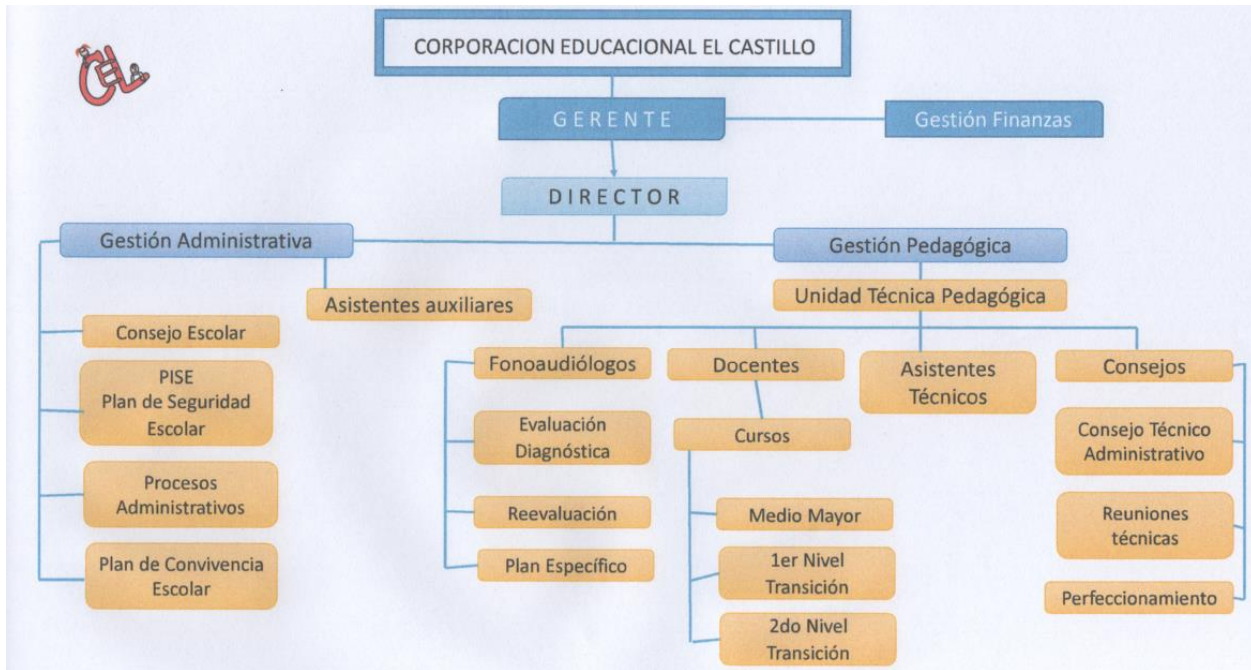 CORPORACION EDUCACIONAL EL CASTILLO
CEL
GERENTE
Gestión Finanzas
DIRECTOR
Gestión Administrativa
Gestión Pedagógica
Asistentes auxiliares
Unidad Técnica Pedagógica
Consejo Escolar
PISE
Plan de Seguridad
Escolar
Procesos
Administrativos
Plan de Convivencia
Escolar
Fonoaudiólogos
Evaluación
Diagnóstica
Reevaluación
Plan Específico
Docentes
Cursos
Medio Mayor
1er Nivel
Transición
2do Nivel
Transición
Asistentes
Técnicos
Consejos
Consejo Técnico
Administrativo
Reuniones
técnicas
Perfeccionamiento